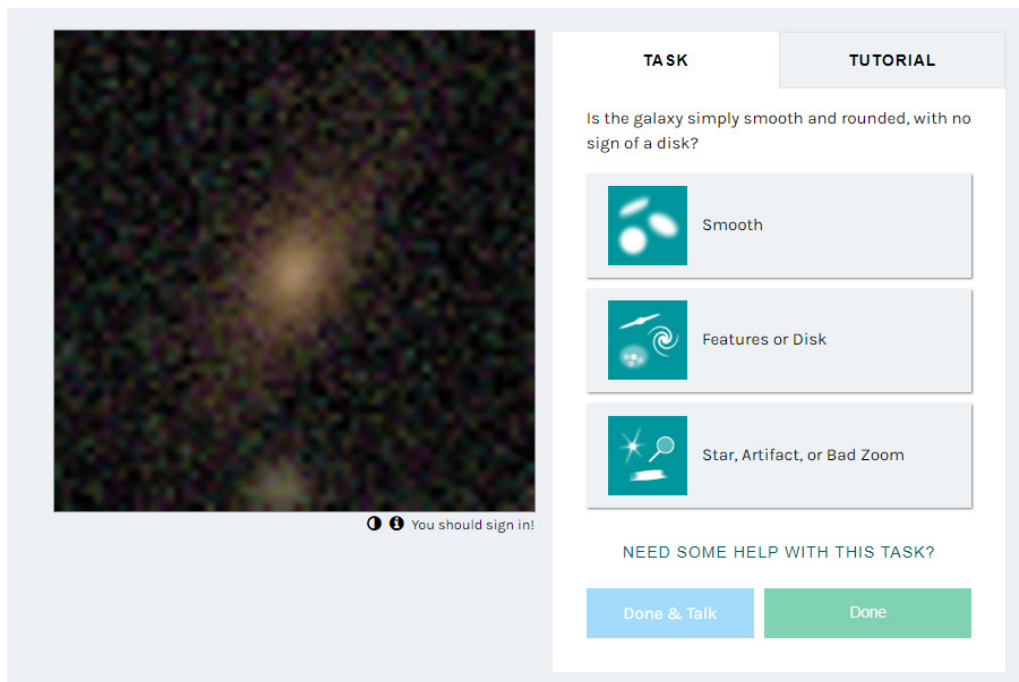 TASK
TUTORIAL
Is the galaxy simply smooth and rounded, with no
sign of a disk?
Smooth
Features or Disk
Star, Artifact, or Bad Zoom
You should sign in!
NEED SOME HELP WITH THIS TASK?
Done & Talk
Done